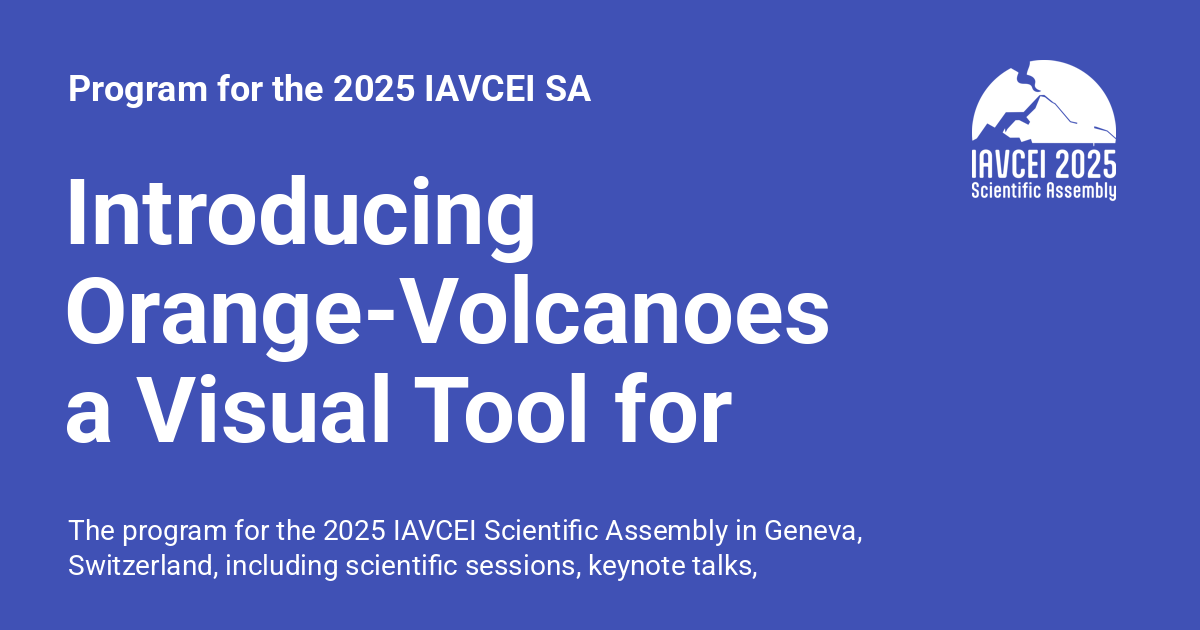 Program for the 2025 IAVCEI SA
IAVCEI 2025
Scientific Assembly
Introducing
Orange-Volcanoes
a Visual Tool for
The program for the 2025 IAVCEI Scientific Assembly in Geneva,
Switzerland, including scientific sessions, keynote talks,